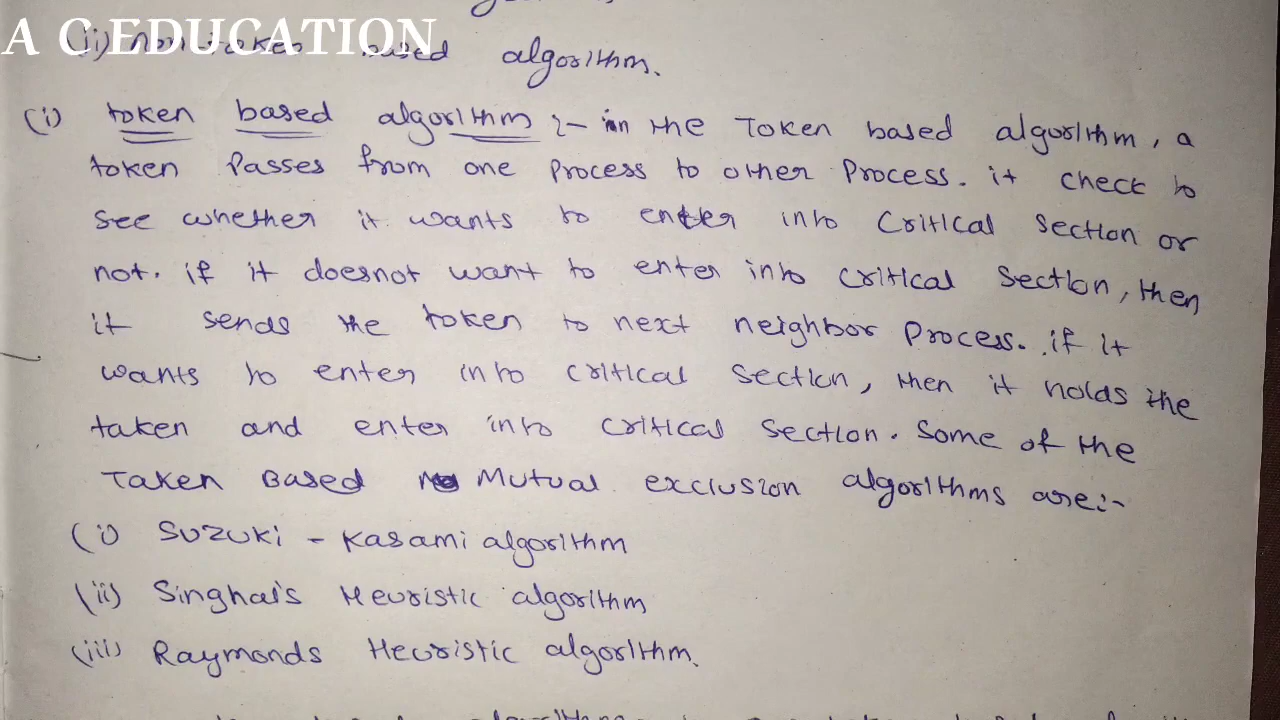 A C EDUCATION
(ii) non token based algorithm.
(i) token based algorithm :- in the Token based algorithm, a
token Passes from one Process to other Process. it check to
see whether it wants to enter into Critical section or
not. if it doesnot want to enter into critical section, then
it sends the token to next neighbor Process. if it
wants to enter into critical section, then it holds the
taken and enter into critical section. Some of the
Taken Based Mutual exclusion algorithms are:-
(i) Suzuki - Kasami algorithm
(ii) Singhal's Heuristic algorithm
(iii) Raymonds Heuristic algorithm.